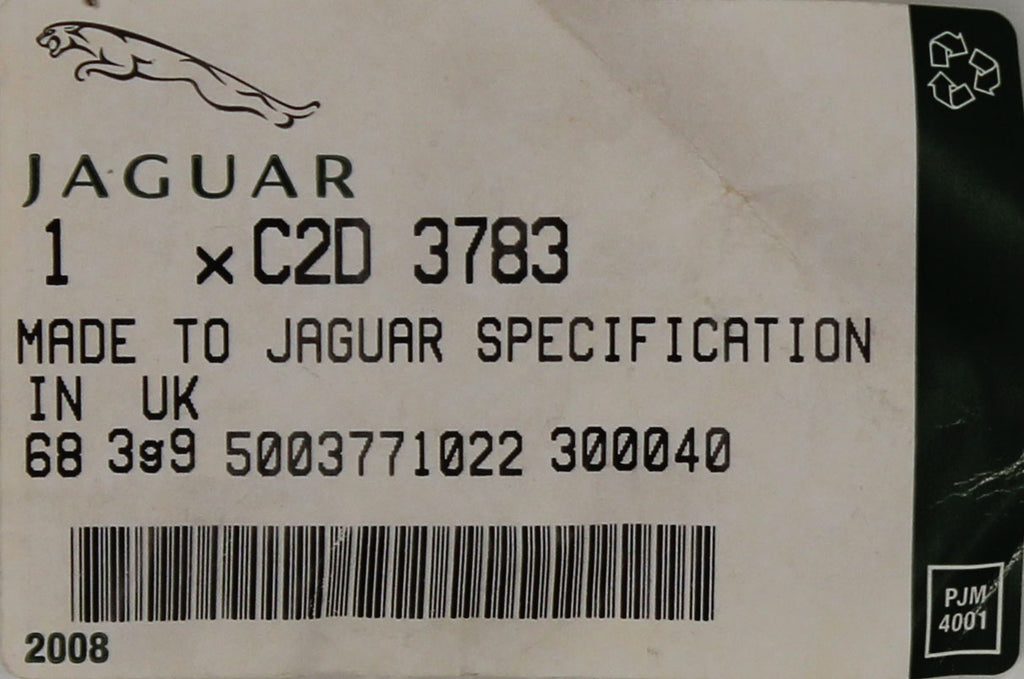 JAGUAR
1 x C2D 3783
MADE TO JAGUAR SPECIFICATION
IN UK
68 3g9 5003771022 300040
2008
PJM
4001